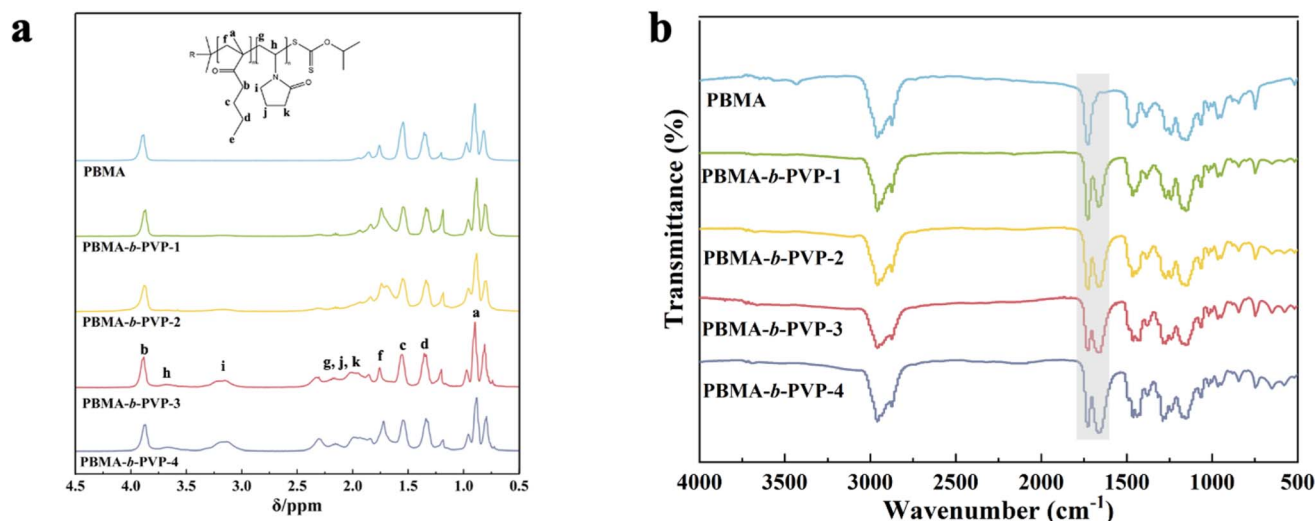 a
a
f
g
h
S
O
R
m
n
S
O
N
O
b
i
c
j
k
d
e
PBMA
PBMA-b-PVP-1
PBMA-b-PVP-2
a
b
h
i
g, j, k
f
c
d
PBMA-b-PVP-3
PBMA-b-PVP-4
4.5 4.0 3.5 3.0 2.5 2.0 1.5 1.0 0.5
δ/ppm
b
Transmittance (%)
PBMA
PBMA-b-PVP-1
PBMA-b-PVP-2
PBMA-b-PVP-3
PBMA-b-PVP-4
4000 3500 3000 2500 2000 1500 1000 500
Wavenumber (cm⁻¹)